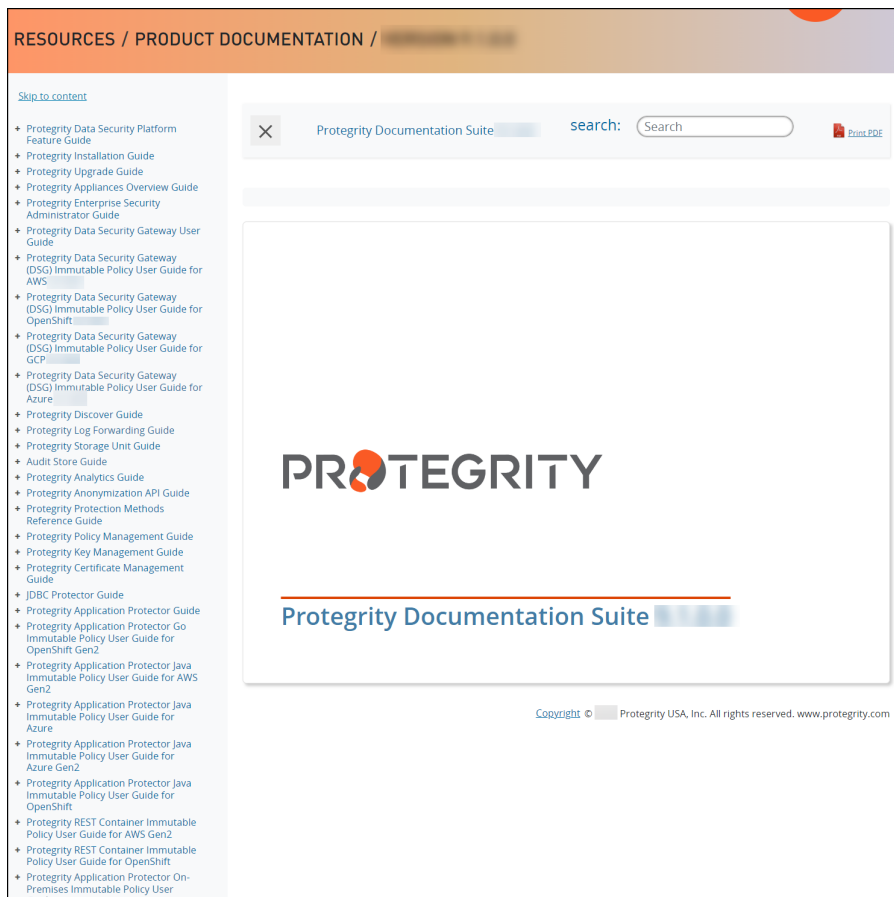 RESOURCES / PRODUCT DOCUMENTATION /
Skip to content
+ Protegrity Data Security Platform
Feature Guide
+ Protegrity Installation Guide
+ Protegrity Upgrade Guide
+ Protegrity Appliances Overview Guide
+ Protegrity Enterprise Security
Administrator Guide
+ Protegrity Data Security Gateway User
Guide
+ Protegrity Data Security Gateway
(DSG) Immutable Policy User Guide for
AWS
+ Protegrity Data Security Gateway
(DSG) Immutable Policy User Guide for
OpenShift
+ Protegrity Data Security Gateway
(DSG) Immutable Policy User Guide for
GCP
+ Protegrity Data Security Gateway
(DSG) Immutable Policy User Guide for
Azure
+ Protegrity Discover Guide
+ Protegrity Log Forwarding Guide
+ Protegrity Storage Unit Guide
+ Audit Store Guide
+ Protegrity Analytics Guide
+ Protegrity Anonymization API Guide
+ Protegrity Protection Methods
Reference Guide
+ Protegrity Policy Management Guide
+ Protegrity Key Management Guide
+ Protegrity Certificate Management
Guide
+ JDBC Protector Guide
+ Protegrity Application Protector Guide
+ Protegrity Application Protector Go
Immutable Policy User Guide for
OpenShift Gen2
+ Protegrity Application Protector Java
Immutable Policy User Guide for AWS
Gen2
+ Protegrity Application Protector Java
Immutable Policy User Guide for
Azure
+ Protegrity Application Protector Java
Immutable Policy User Guide for
Azure Gen2
+ Protegrity Application Protector Java
Immutable Policy User Guide for
OpenShift
+ Protegrity REST Container Immutable
Policy User Guide for AWS Gen2
+ Protegrity REST Container Immutable
Policy User Guide for OpenShift
+ Protegrity Application Protector On-
Premises Immutable Policy User
Protegrity Documentation Suite
search: Search
Print PDF
PROTEGRITY
Protegrity Documentation Suite
Copyright © Protegrity USA, Inc. All rights reserved. www.protegrity.com